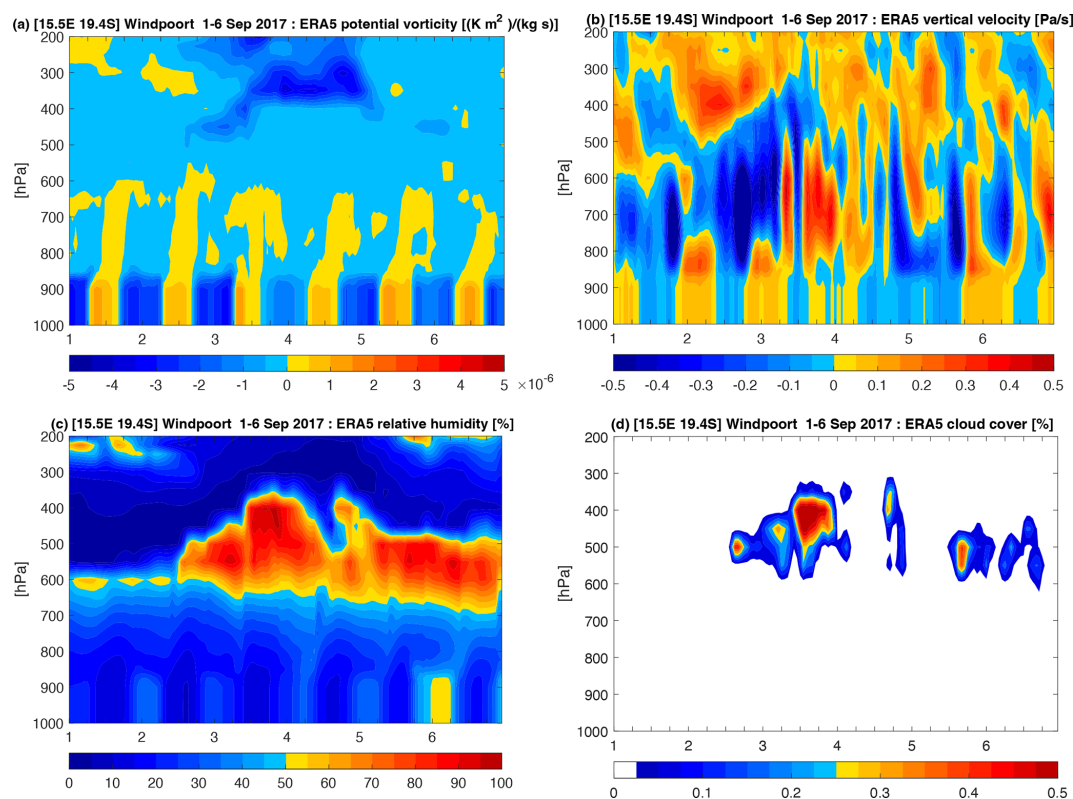 (a) [15.5E 19.4S] Windpoort 1-6 Sep 2017 : ERA5 potential vorticity [(K m²)/(kg s)]
200
300
400
500
600
700
800
900
1000
[hPa]
1 2 3 4 5 6
-5 -4 -3 -2 -1 0 1 2 3 4 5 ×10⁻⁶
(b) [15.5E 19.4S] Windpoort 1-6 Sep 2017 : ERA5 vertical velocity [Pa/s]
200
300
400
500
600
700
800
900
1000
[hPa]
1 2 3 4 5 6
-0.5 -0.4 -0.3 -0.2 -0.1 0 0.1 0.2 0.3 0.4 0.5
(c) [15.5E 19.4S] Windpoort 1-6 Sep 2017 : ERA5 relative humidity [%]
200
300
400
500
600
700
800
900
1000
[hPa]
1 2 3 4 5 6
0 10 20 30 40 50 60 70 80 90 100
(d) [15.5E 19.4S] Windpoort 1-6 Sep 2017 : ERA5 cloud cover [%]
200
300
400
500
600
700
800
900
1000
[hPa]
1 2 3 4 5 6
0 0.1 0.2 0.3 0.4 0.5